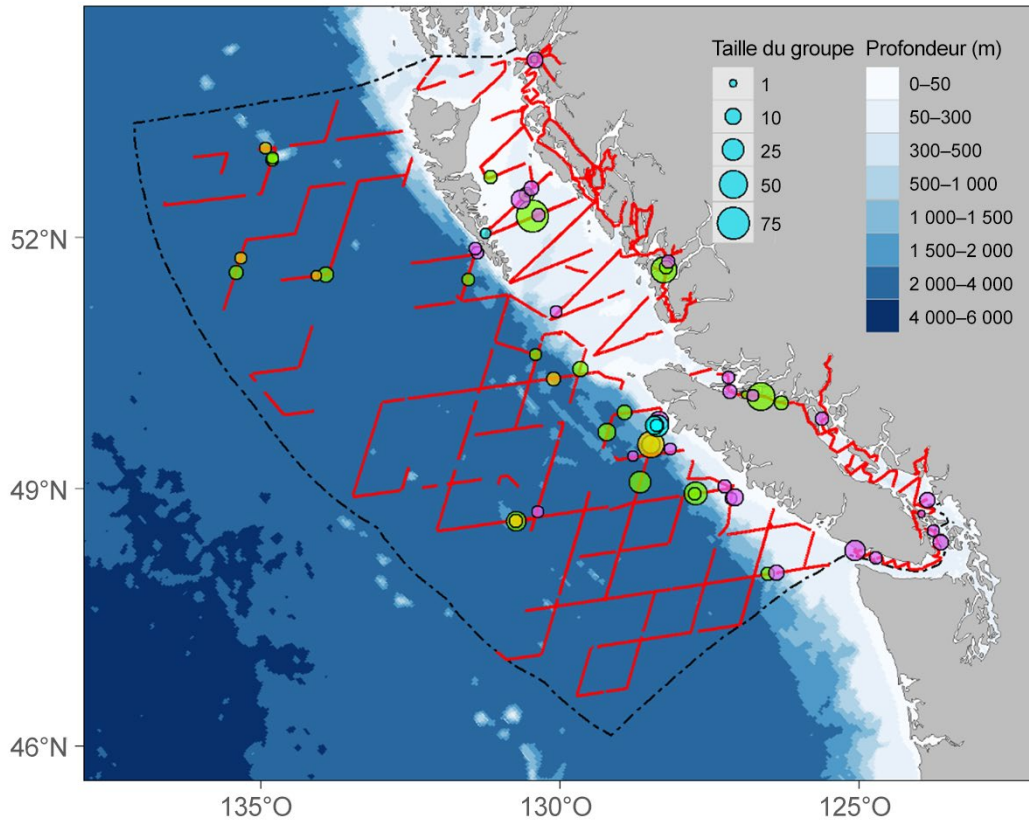 Taille du groupe
1
10
25
50
75
Profondeur (m)
0–50
50–300
300–500
500–1 000
1 000–1 500
1 500–2 000
2 000–4 000
4 000–6 000
52°N
49°N
46°N
135°O
130°O
125°O